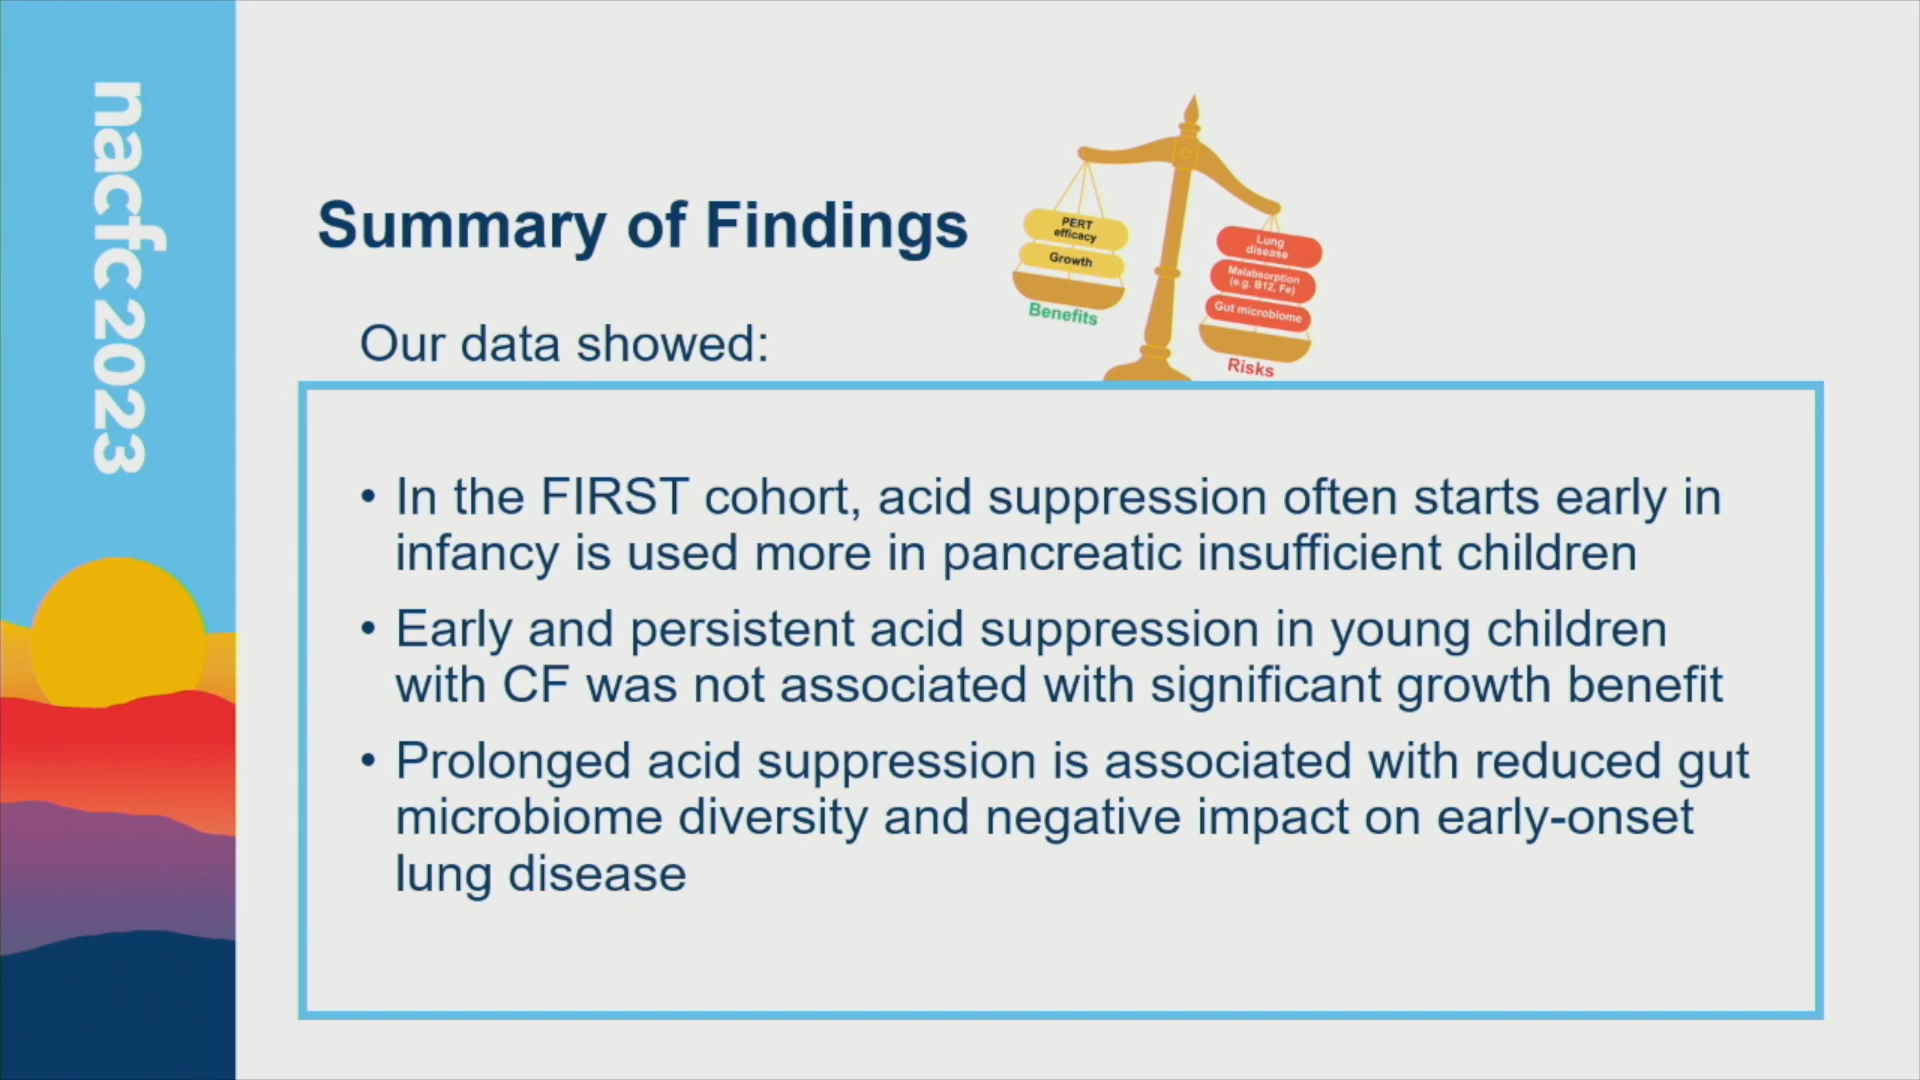 nacfc 2023
Summary of Findings
PERT
efficacy
Growth
Benefits
Lung
disease
Malabsorption
(e.g. B12, Fe)
Gut microbiome
Risks
Our data showed:
• In the FIRST cohort, acid suppression often starts early in
infancy is used more in pancreatic insufficient children
• Early and persistent acid suppression in young children
with CF was not associated with significant growth benefit
• Prolonged acid suppression is associated with reduced gut
microbiome diversity and negative impact on early-onset
lung disease